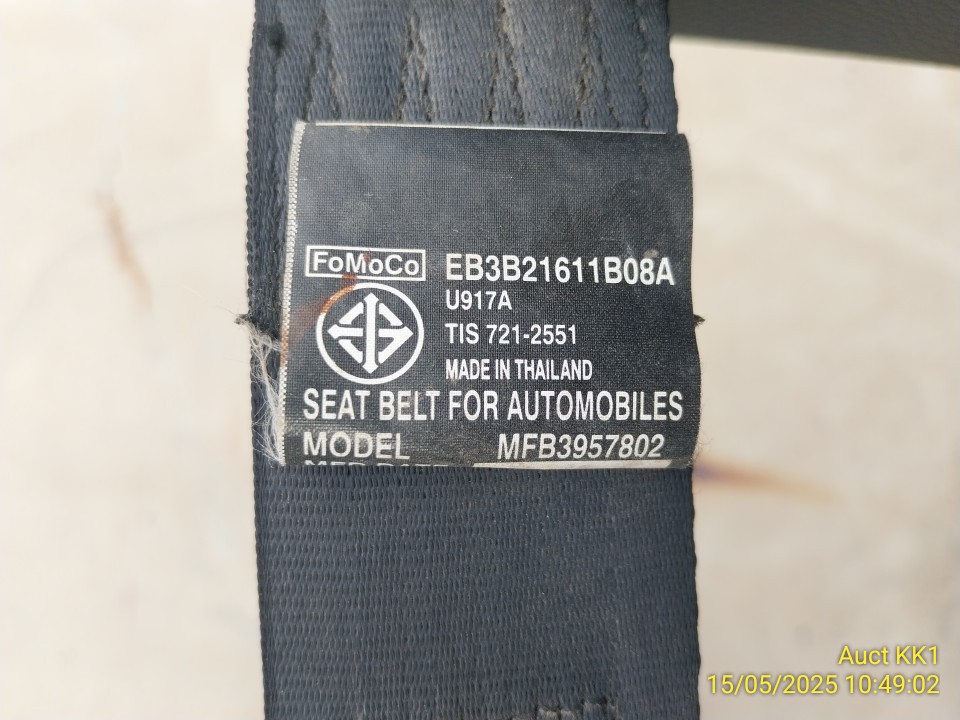 FoMoCo EB3B21611B08A
U917A
TIS 721-2551
MADE IN THAILAND
SEAT BELT FOR AUTOMOBILES
MODEL MFB3957802
Auct KK1
15/05/2025 10:49:02